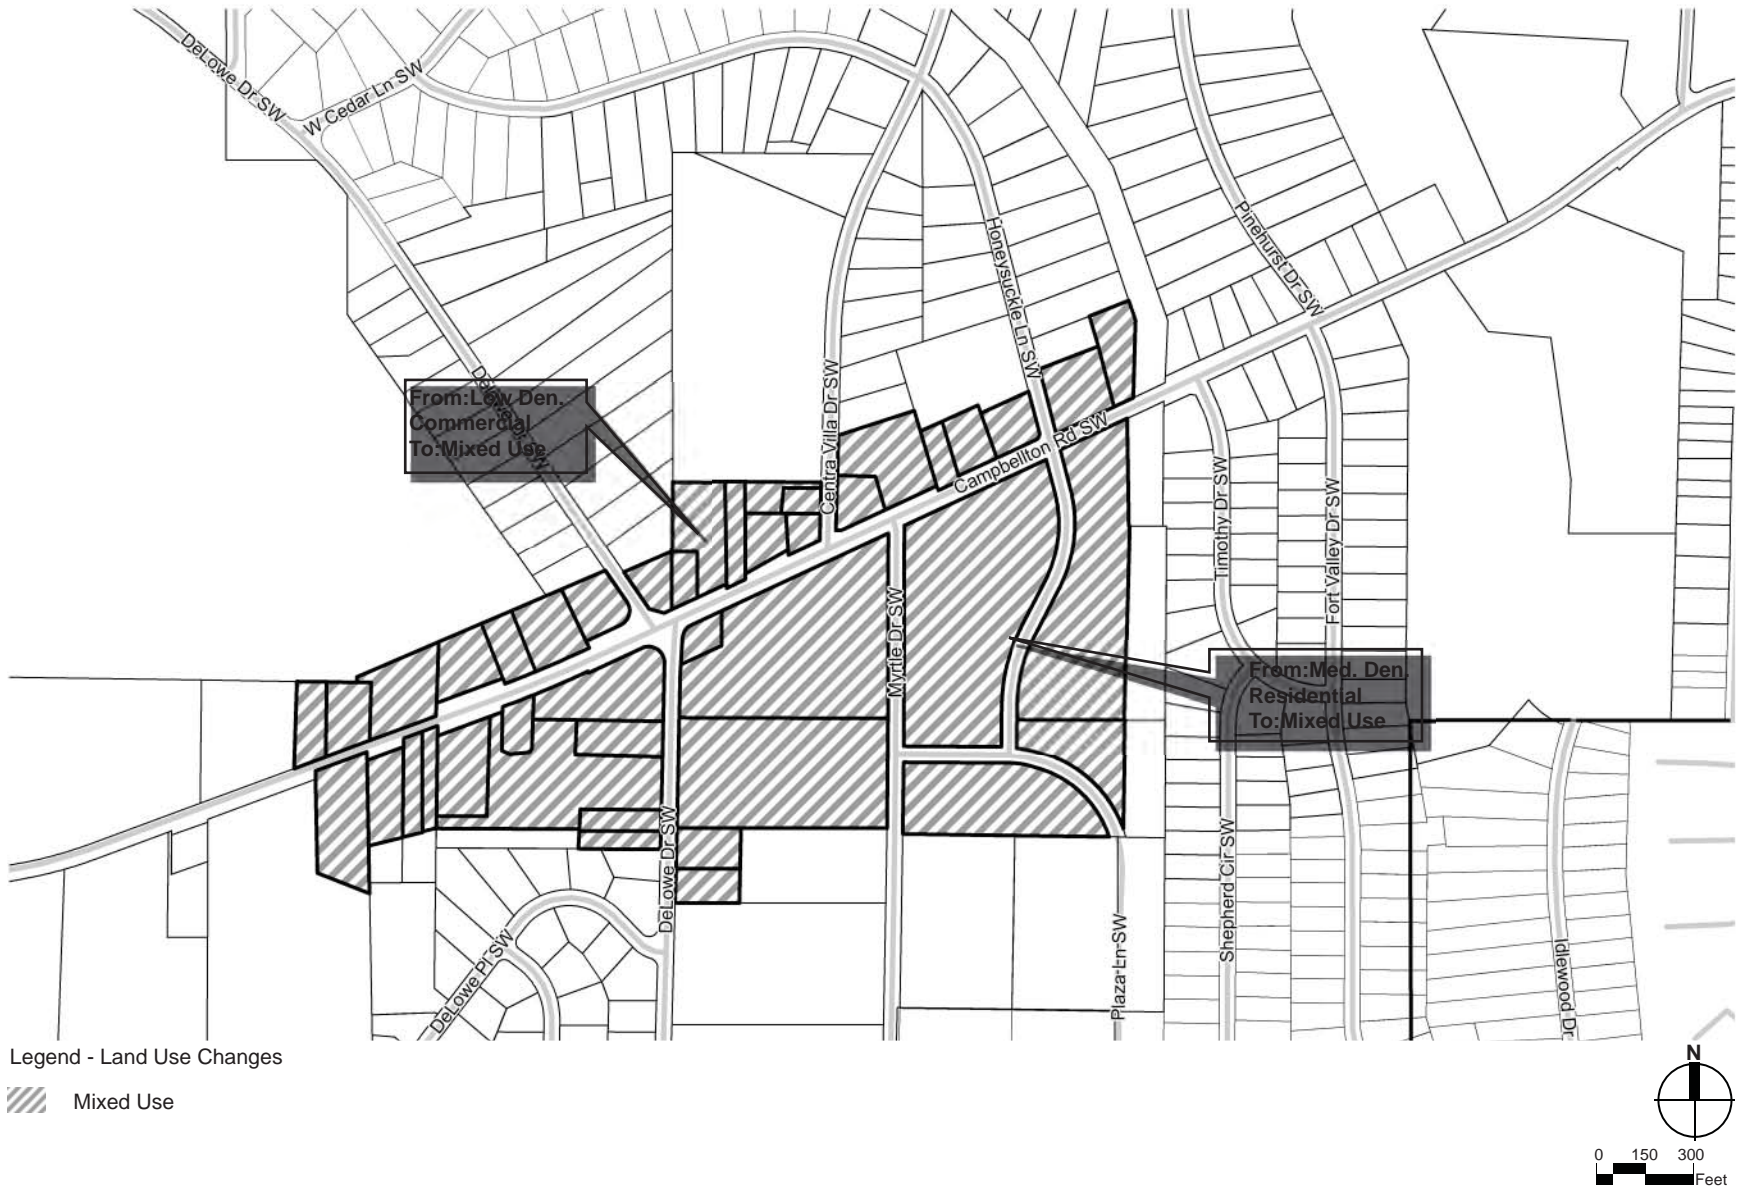 DeLowe Dr SW
W Cedar Ln SW
Pinehurst Dr SW
Honeysuckle Ln SW
DeLowe Dr SW
From:Low Den.
Commercial
To:Mixed Use
Centra Villa Dr SW
Campbellton Rd SW
Timothy Dr SW
Fort Valley Dr SW
Myrtle Dr SW
From:Med. Den.
Residential
To:Mixed Use
DeLowe Dr SW
Shepherd Cir SW
DeLowe Pl SW
Plaza Ln SW
Idlewood Dr
Legend - Land Use Changes
Mixed Use
N
0 150 300
Feet